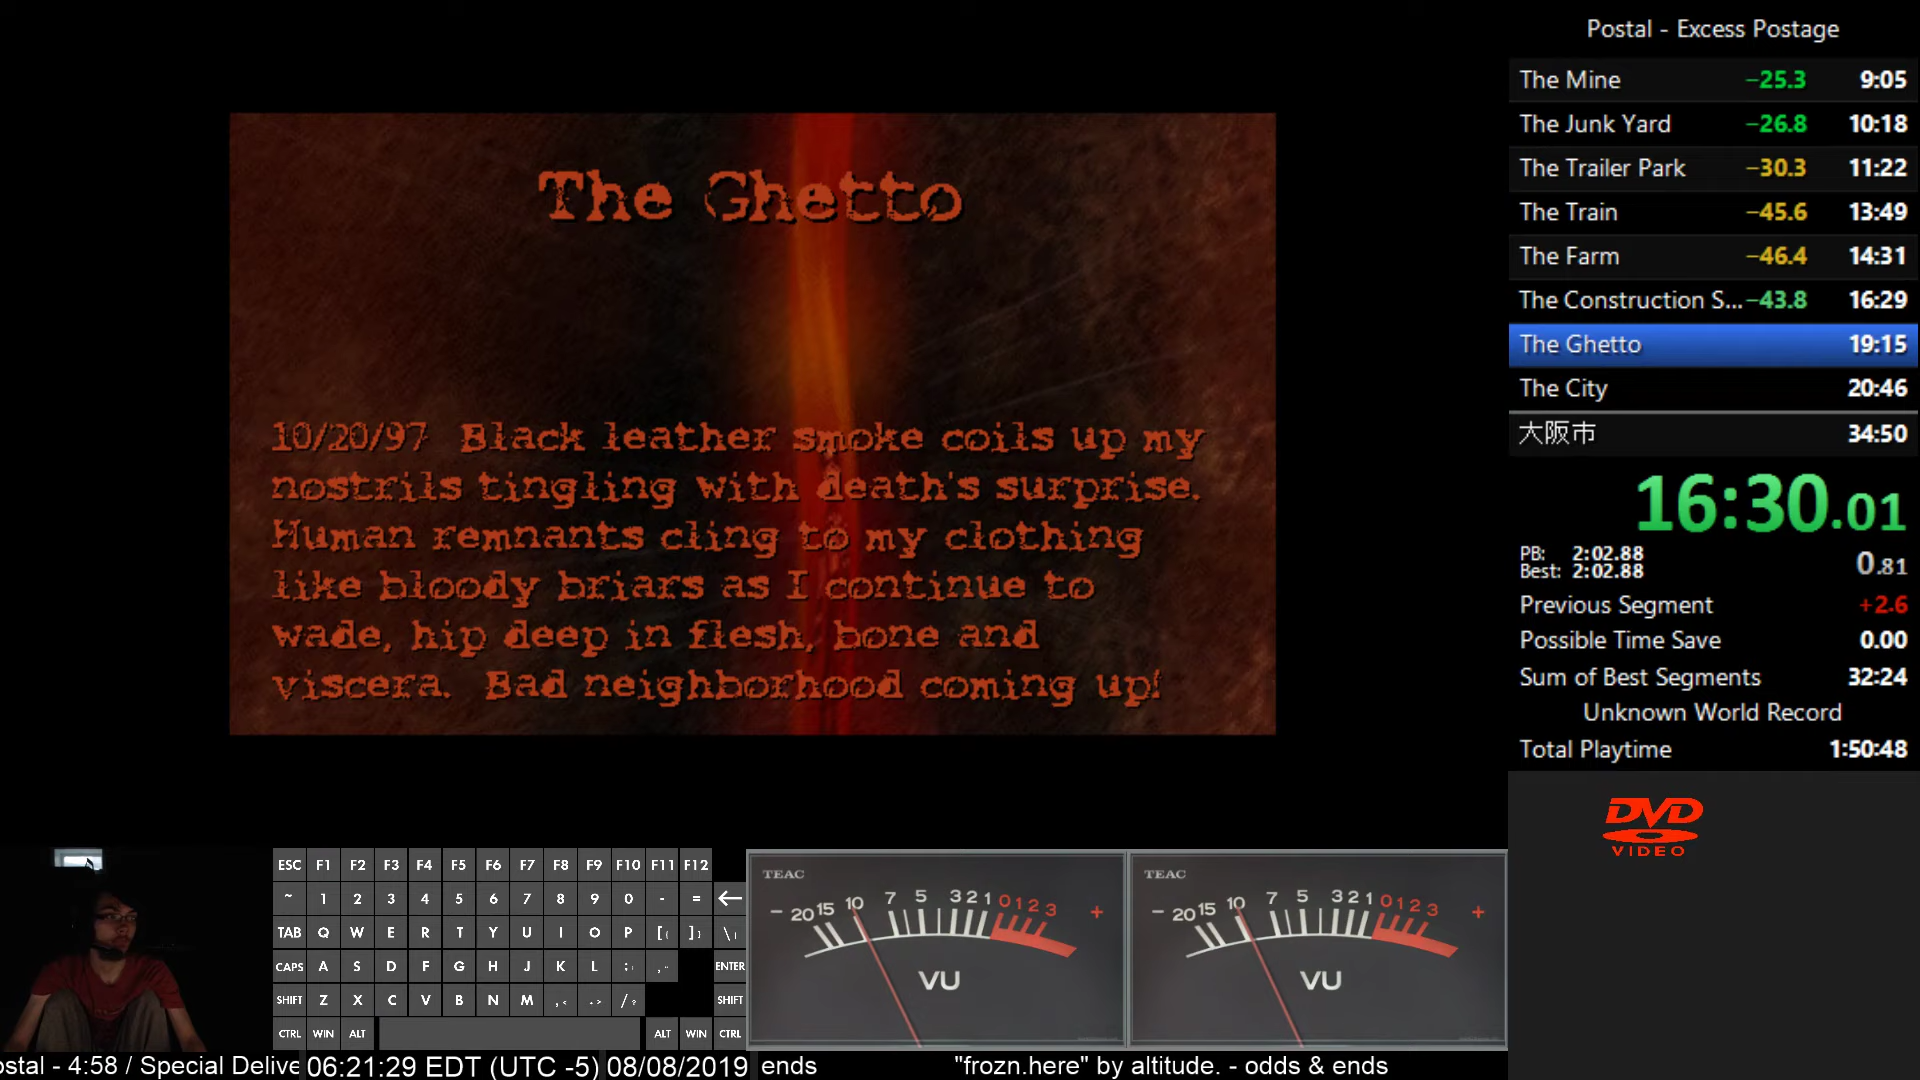 Postal - Excess Postage
The Mine −25.3 9:05
The Junk Yard −26.8 10:18
The Trailer Park −30.3 11:22
The Train −45.6 13:49
The Farm −46.4 14:31
The Construction S... −43.8 16:29
The Ghetto 19:15
The City 20:46
大阪市 34:50
16:30.01
PB: 2:02.88
Best: 2:02.88
0.81
Previous Segment +2.6
Possible Time Save 0.00
Sum of Best Segments 32:24
Unknown World Record
Total Playtime 1:50:48
The Ghetto
10/20/97 Black leather smoke coils up my
nostrils tingling with death's surprise.
Human remnants cling to my clothing
like bloody briars as I continue to
wade, hip deep in flesh, bone and
viscera. Bad neighborhood coming up!
DVD
VIDEO
ESC F1 F2 F3 F4 F5 F6 F7 F8 F9 F10 F11 F12
~ 1 2 3 4 5 6 7 8 9 0 - = ←
TAB Q W E R T Y U I O P [{ ]} \|
CAPS A S D F G H J K L ;: ENTER
SHIFT Z X C V B N M ,< .> /? SHIFT
CTRL WIN ALT ALT WIN CTRL
TEAC
− 20 15 10 7 5 3 2 1 0 1 2 3 +
VU
TEAC
− 20 15 10 7 5 3 2 1 0 1 2 3 +
VU
ostal - 4:58 / Special Delive 06:21:29 EDT (UTC -5) 08/08/2019 ends "frozn.here" by altitude. - odds & ends